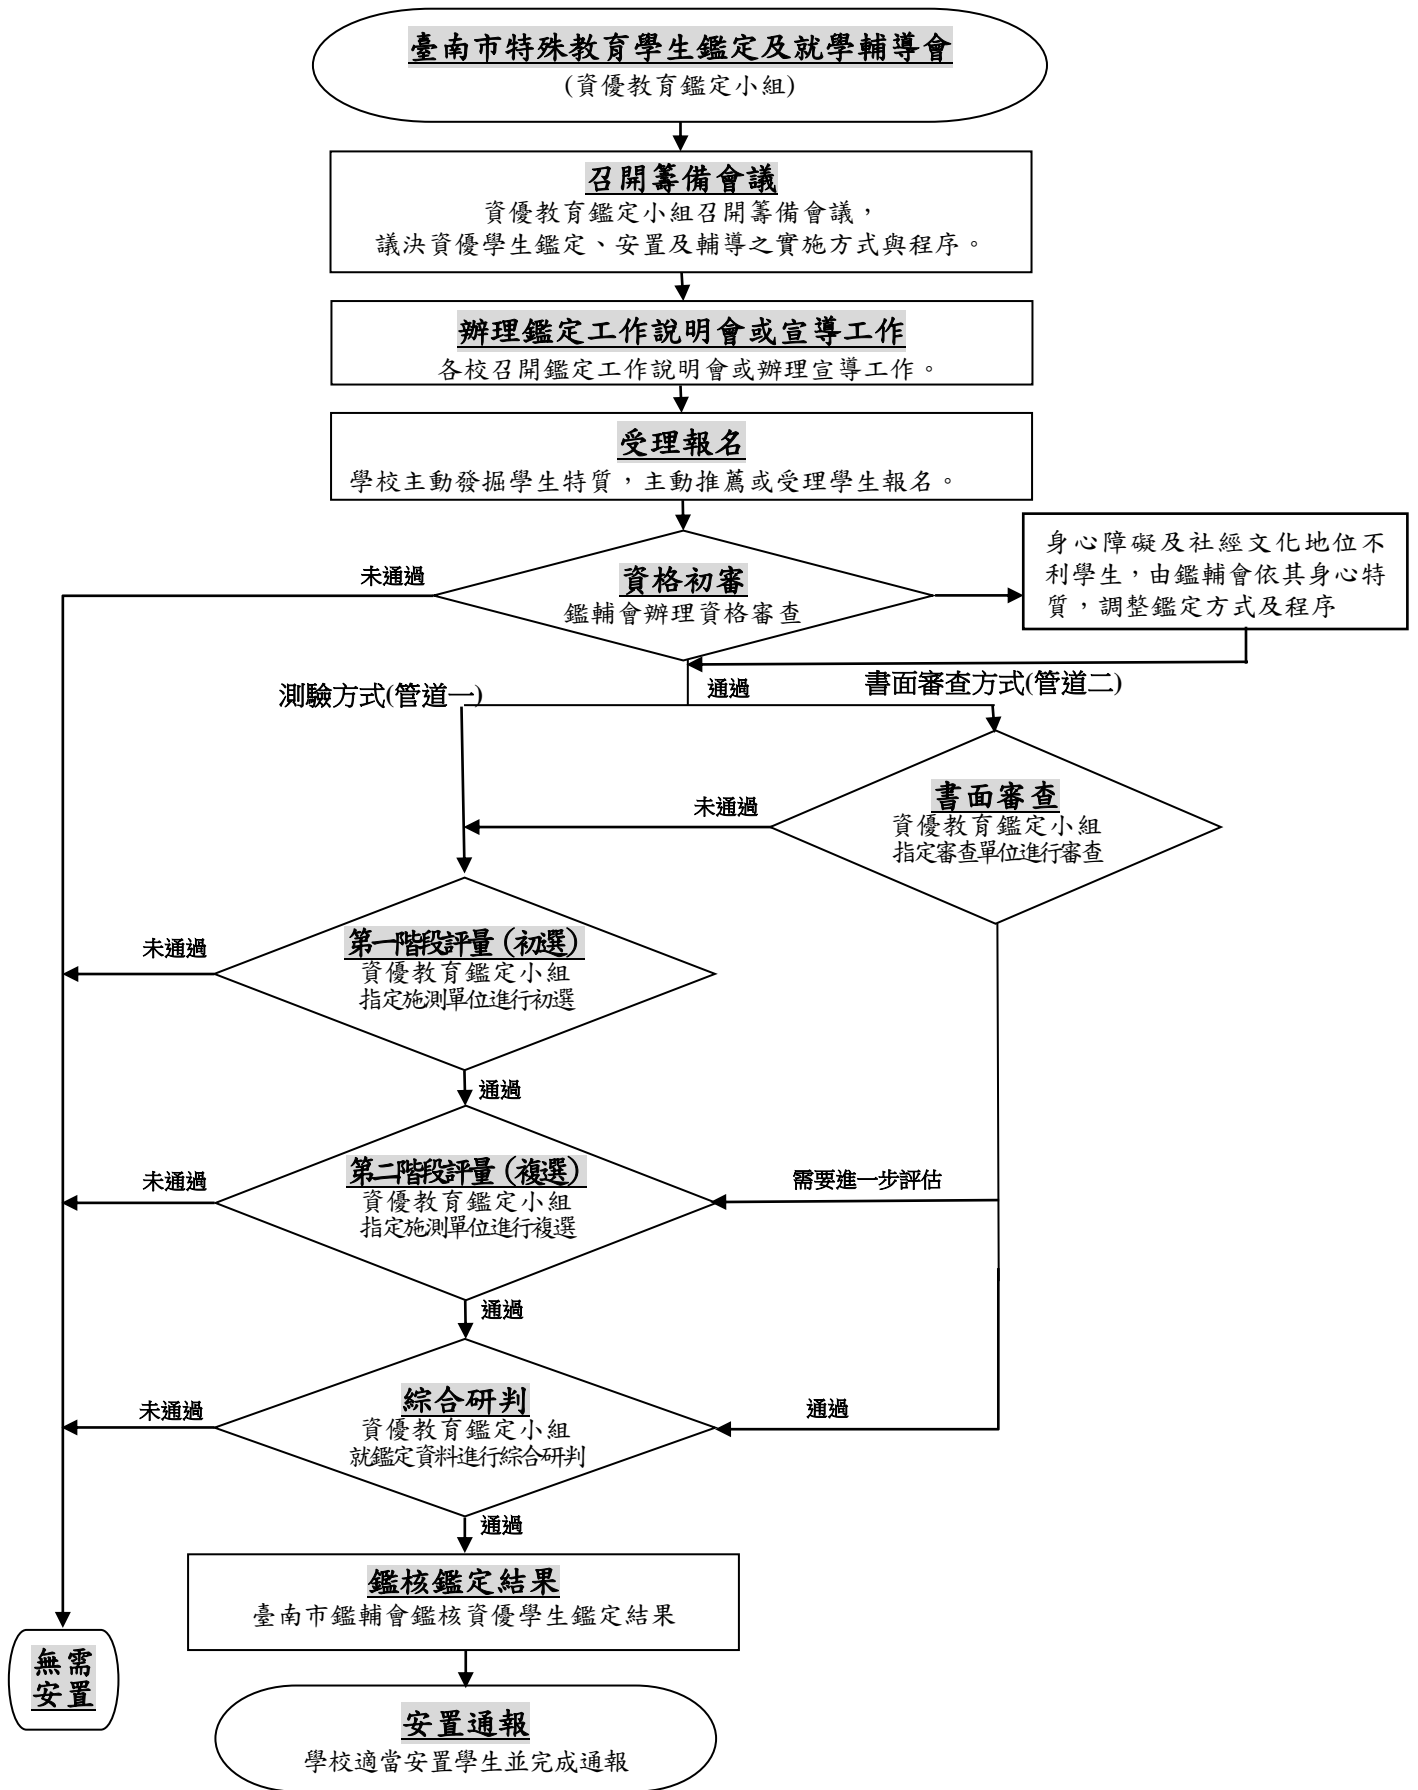 臺南市特殊教育學生鑑定及就學輔導會
(資優教育鑑定小組)
召開籌備會議
資優教育鑑定小組召開籌備會議，
議決資優學生鑑定、安置及輔導之實施方式與程序。
辦理鑑定工作說明會或宣導工作
各校召開鑑定工作說明會或辦理宣導工作。
受理報名
學校主動發掘學生特質，主動推薦或受理學生報名。
未通過
資格初審
鑑輔會辦理資格審查
身心障礙及社經文化地位不
利學生，由鑑輔會依其身心特
質，調整鑑定方式及程序
測驗方式(管道一)
通過
書面審查方式(管道二)
未通過
書面審查
資優教育鑑定小組
指定審查單位進行審查
未通過
第一階段評量（初選）
資優教育鑑定小組
指定施測單位進行初選
通過
未通過
第二階段評量（複選）
資優教育鑑定小組
指定施測單位進行複選
需要進一步評估
通過
未通過
綜合研判
資優教育鑑定小組
就鑑定資料進行綜合研判
通過
通過
鑑核鑑定結果
臺南市鑑輔會鑑核資優學生鑑定結果
無需
安置
安置通報
學校適當安置學生並完成通報